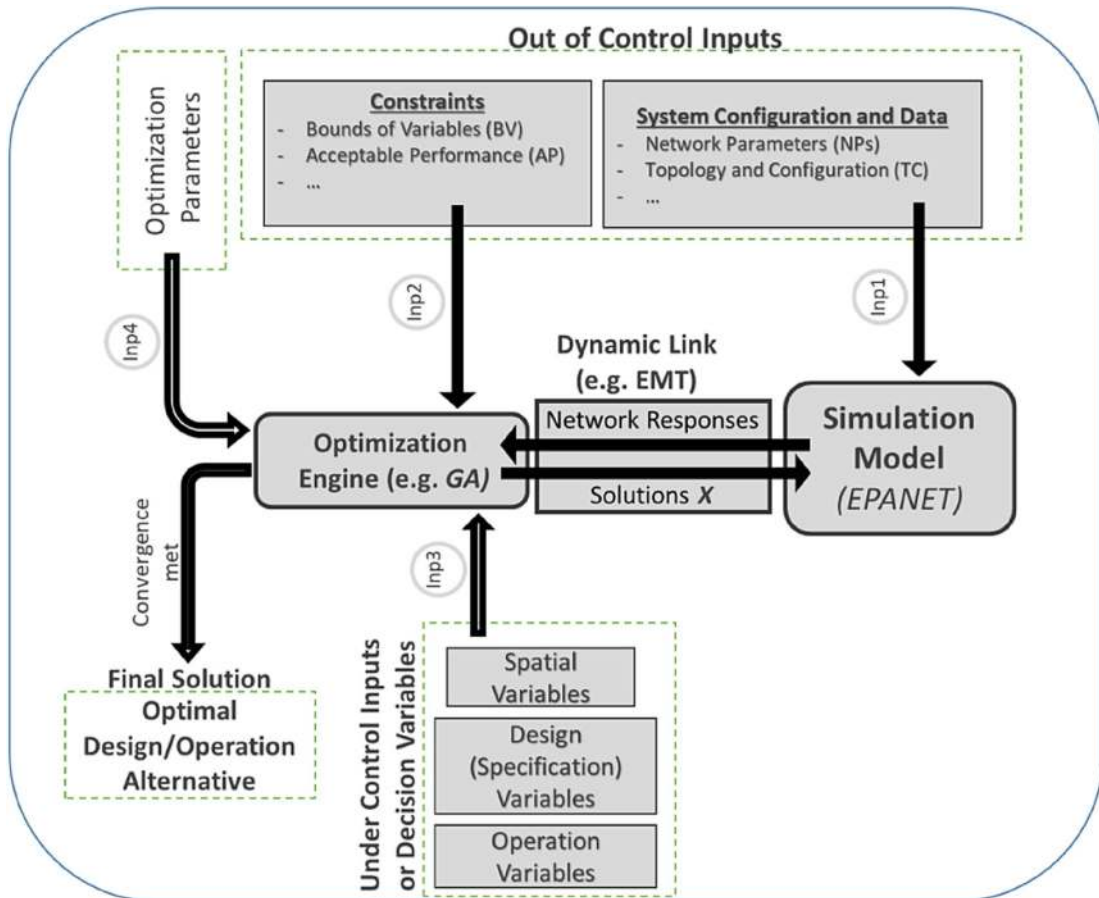 Out of Control Inputs
Optimization
Parameters
Constraints
- Bounds of Variables (BV)
- Acceptable Performance (AP)
- ...
System Configuration and Data
- Network Parameters (NPs)
- Topology and Configuration (TC)
- ...
Inp4
Inp2
Inp1
Dynamic Link
(e.g. EMT)
Network Responses
Solutions X
Optimization
Engine (e.g. GA)
Simulation
Model
(EPANET)
Convergence
met
Inp3
Final Solution
Optimal
Design/Operation
Alternative
Under Control Inputs
or Decision Variables
Spatial
Variables
Design
(Specification)
Variables
Operation
Variables